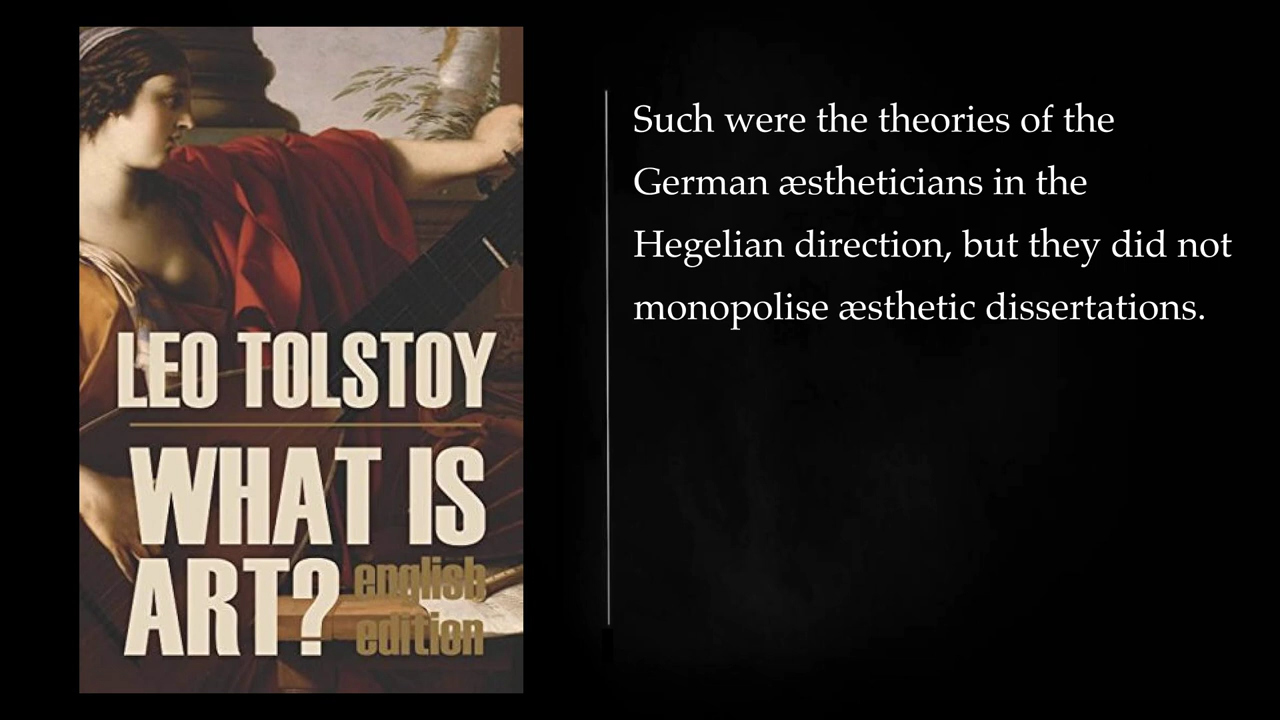 LEO TOLSTOY
WHAT IS
ART?
english
edition
Such were the theories of the
German æstheticians in the
Hegelian direction, but they did not
monopolise æsthetic dissertations.